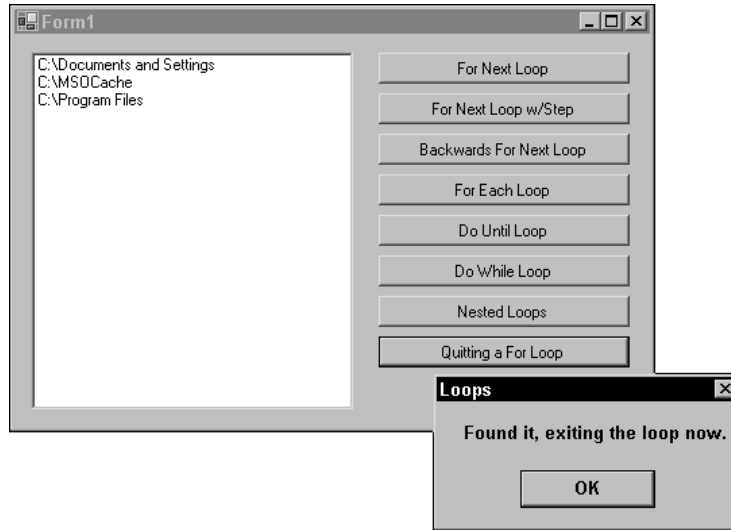 Form1
C:\Documents and Settings
C:\MSOCache
C:\Program Files
For Next Loop
For Next Loop w/Step
Backwards For Next Loop
For Each Loop
Do Until Loop
Do While Loop
Nested Loops
Quitting a For Loop
Loops
Found it, exiting the loop now.
OK